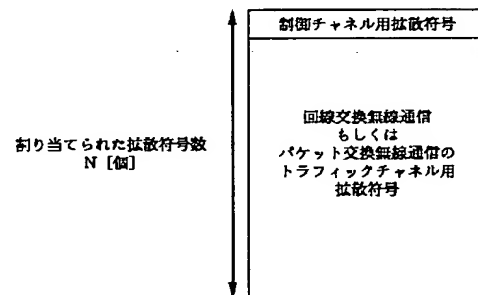 制御チャネル用拡散符号
回線交換無線通信
もしくは
パケット交換無線通信の
トラフィックチャネル用
拡散符号
割り当てられた拡散符号数
N [個]